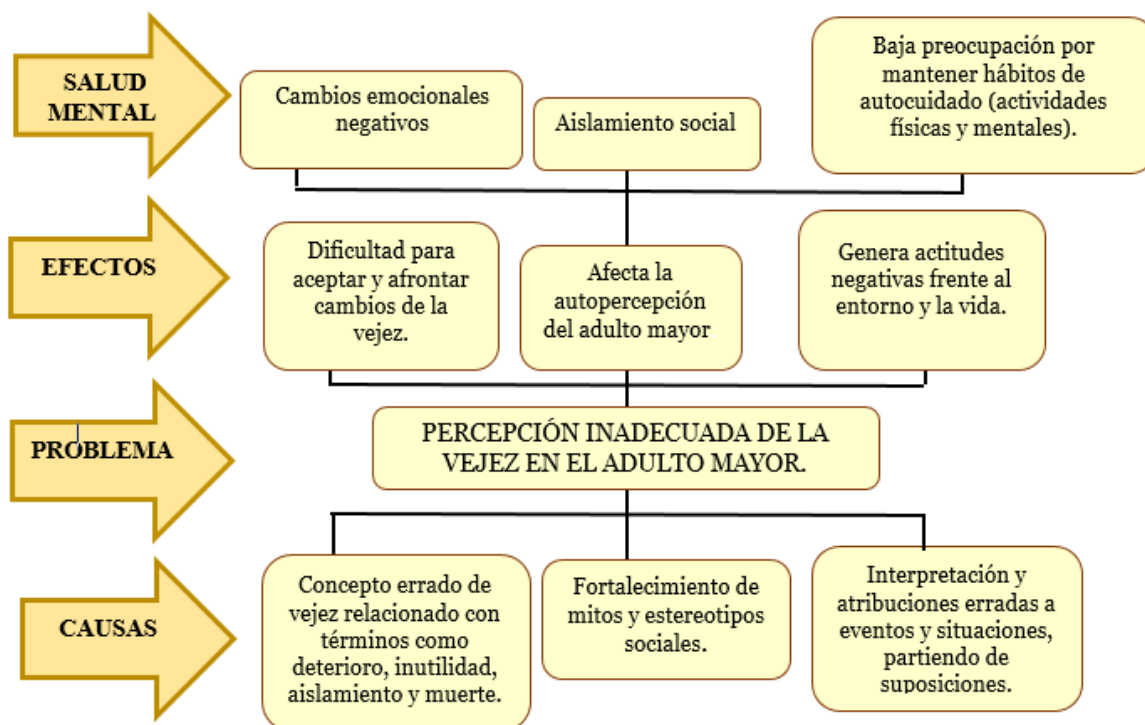 SALUD
MENTAL
Cambios emocionales
negativos
Aislamiento social
Baja preocupación por
mantener hábitos de
autocuidado (actividades
físicas y mentales).
EFECTOS
Dificultad para
aceptar y afrontar
cambios de la
vejez.
Afecta la
autopercepción
del adulto mayor
Genera actitudes
negativas frente al
entorno y la vida.
PROBLEMA
PERCEPCIÓN INADECUADA DE LA
VEJEZ EN EL ADULTO MAYOR.
CAUSAS
Concepto errado de
vejez relacionado con
términos como
deterioro, inutilidad,
aislamiento y muerte.
Fortalecimiento de
mitos y estereotipos
sociales.
Interpretación y
atribuciones erradas a
eventos y situaciones,
partiendo de
suposiciones.